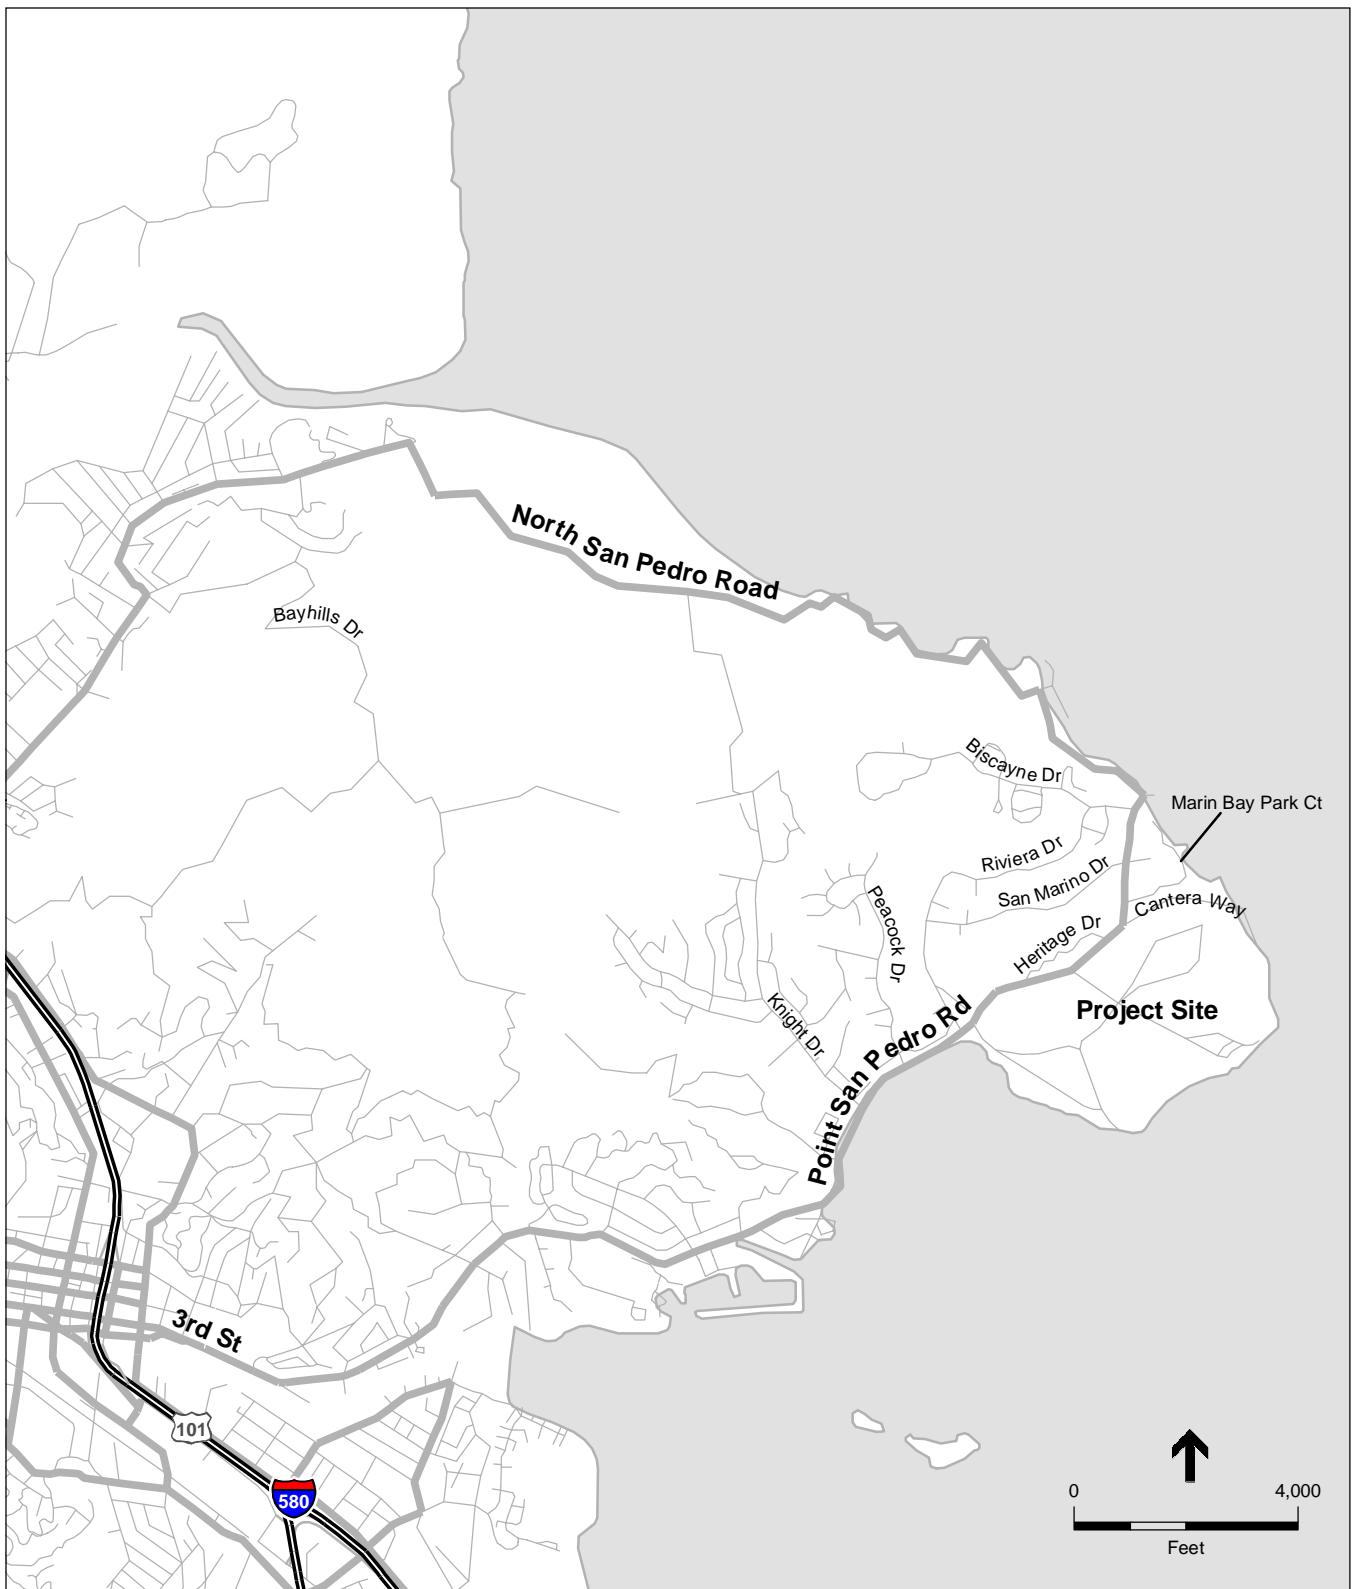 North San Pedro Road
Bayhills Dr
Biscayne Dr
Marin Bay Park Ct
Riviera Dr
San Marino Dr
Peacock Dr
Cantera Way
Heritage Dr
Knight Dr
Project Site
Point San Pedro Rd
3rd St
101
580
0 4,000
Feet